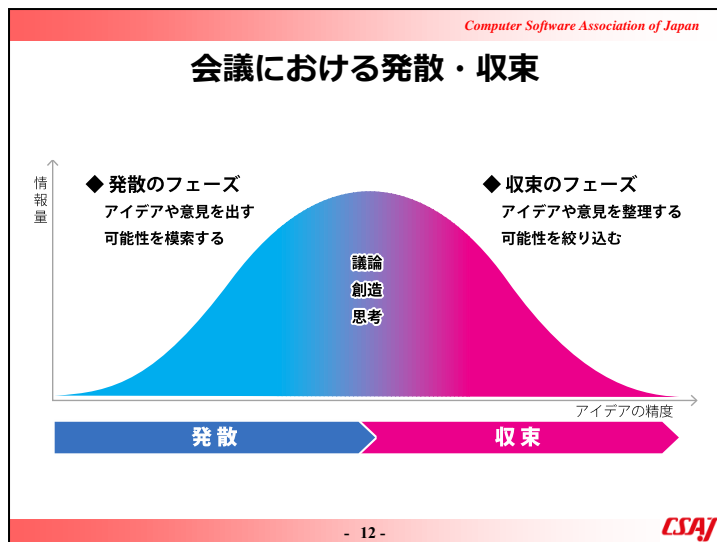 Computer Software Association of Japan
会議における発散・収束
情報量
◆ 発散のフェーズ
アイデアや意見を出す
可能性を模索する
◆ 収束のフェーズ
アイデアや意見を整理する
可能性を絞り込む
議論
創造
思考
アイデアの精度
発散
収束
- 12 -
CSAJ